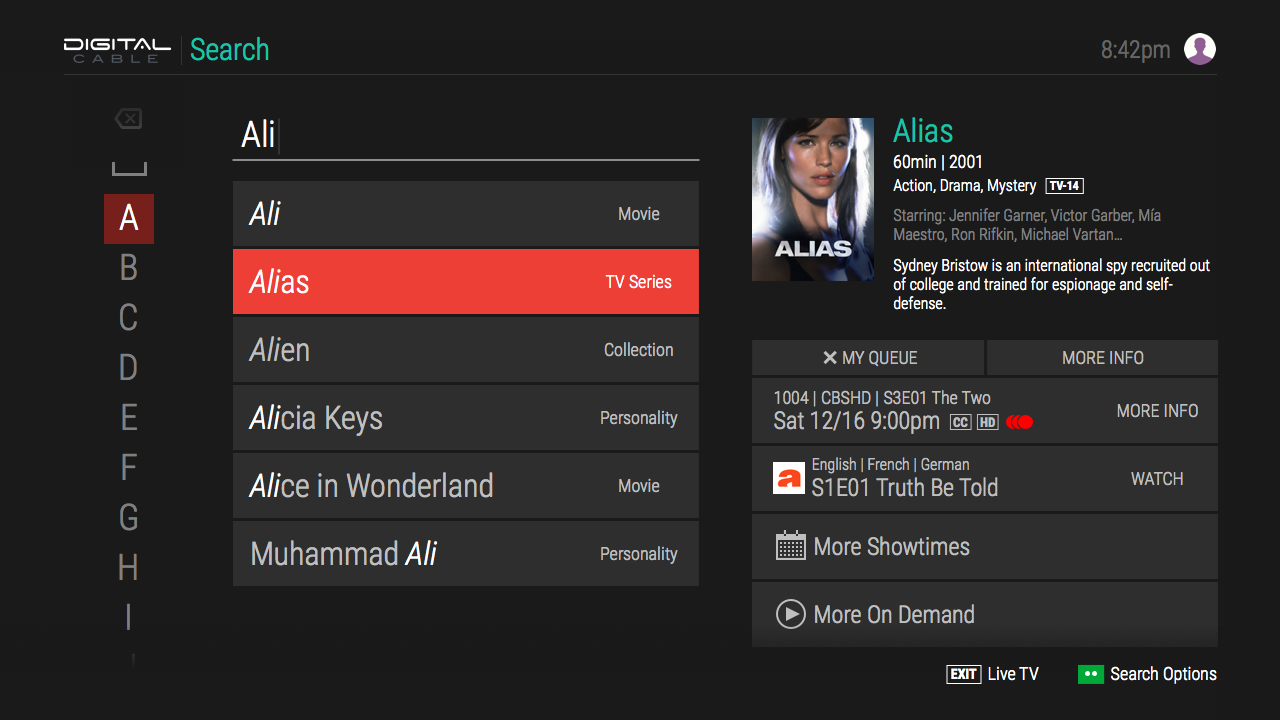 DIGITAL
CABLE
Search
8:42pm
A
B
C
D
E
F
G
H
I
Ali
Ali Movie
Alias TV Series
Alien Collection
Alicia Keys Personality
Alice in Wonderland Movie
Muhammad Ali Personality
ALIAS
Alias
60min | 2001
Action, Drama, Mystery TV-14
Starring: Jennifer Garner, Victor Garber, Mía
Maestro, Ron Rifkin, Michael Vartan...
Sydney Bristow is an international spy recruited out
of college and trained for espionage and self-
defense.
MY QUEUE
MORE INFO
1004 | CBSHD | S3E01 The Two
Sat 12/16 9:00pm CC HD
MORE INFO
a
English | French | German
S1E01 Truth Be Told
WATCH
More Showtimes
More On Demand
EXIT Live TV
Search Options